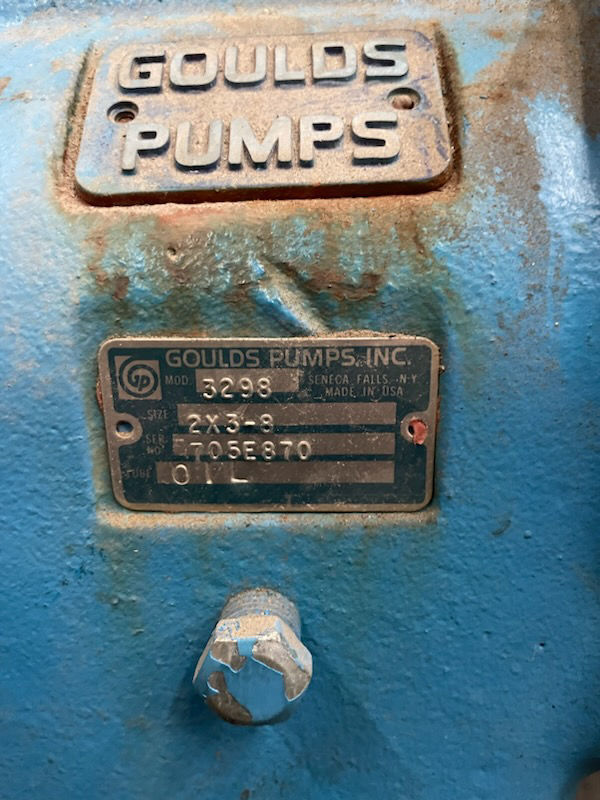 GOULDS
PUMPS
GP
GOULDS PUMPS, INC.
MOD. 3298 SENECA FALLS, N.Y.
MADE IN USA
SIZE 2X3-8
SER. NO. 705E870
LUBE OIL